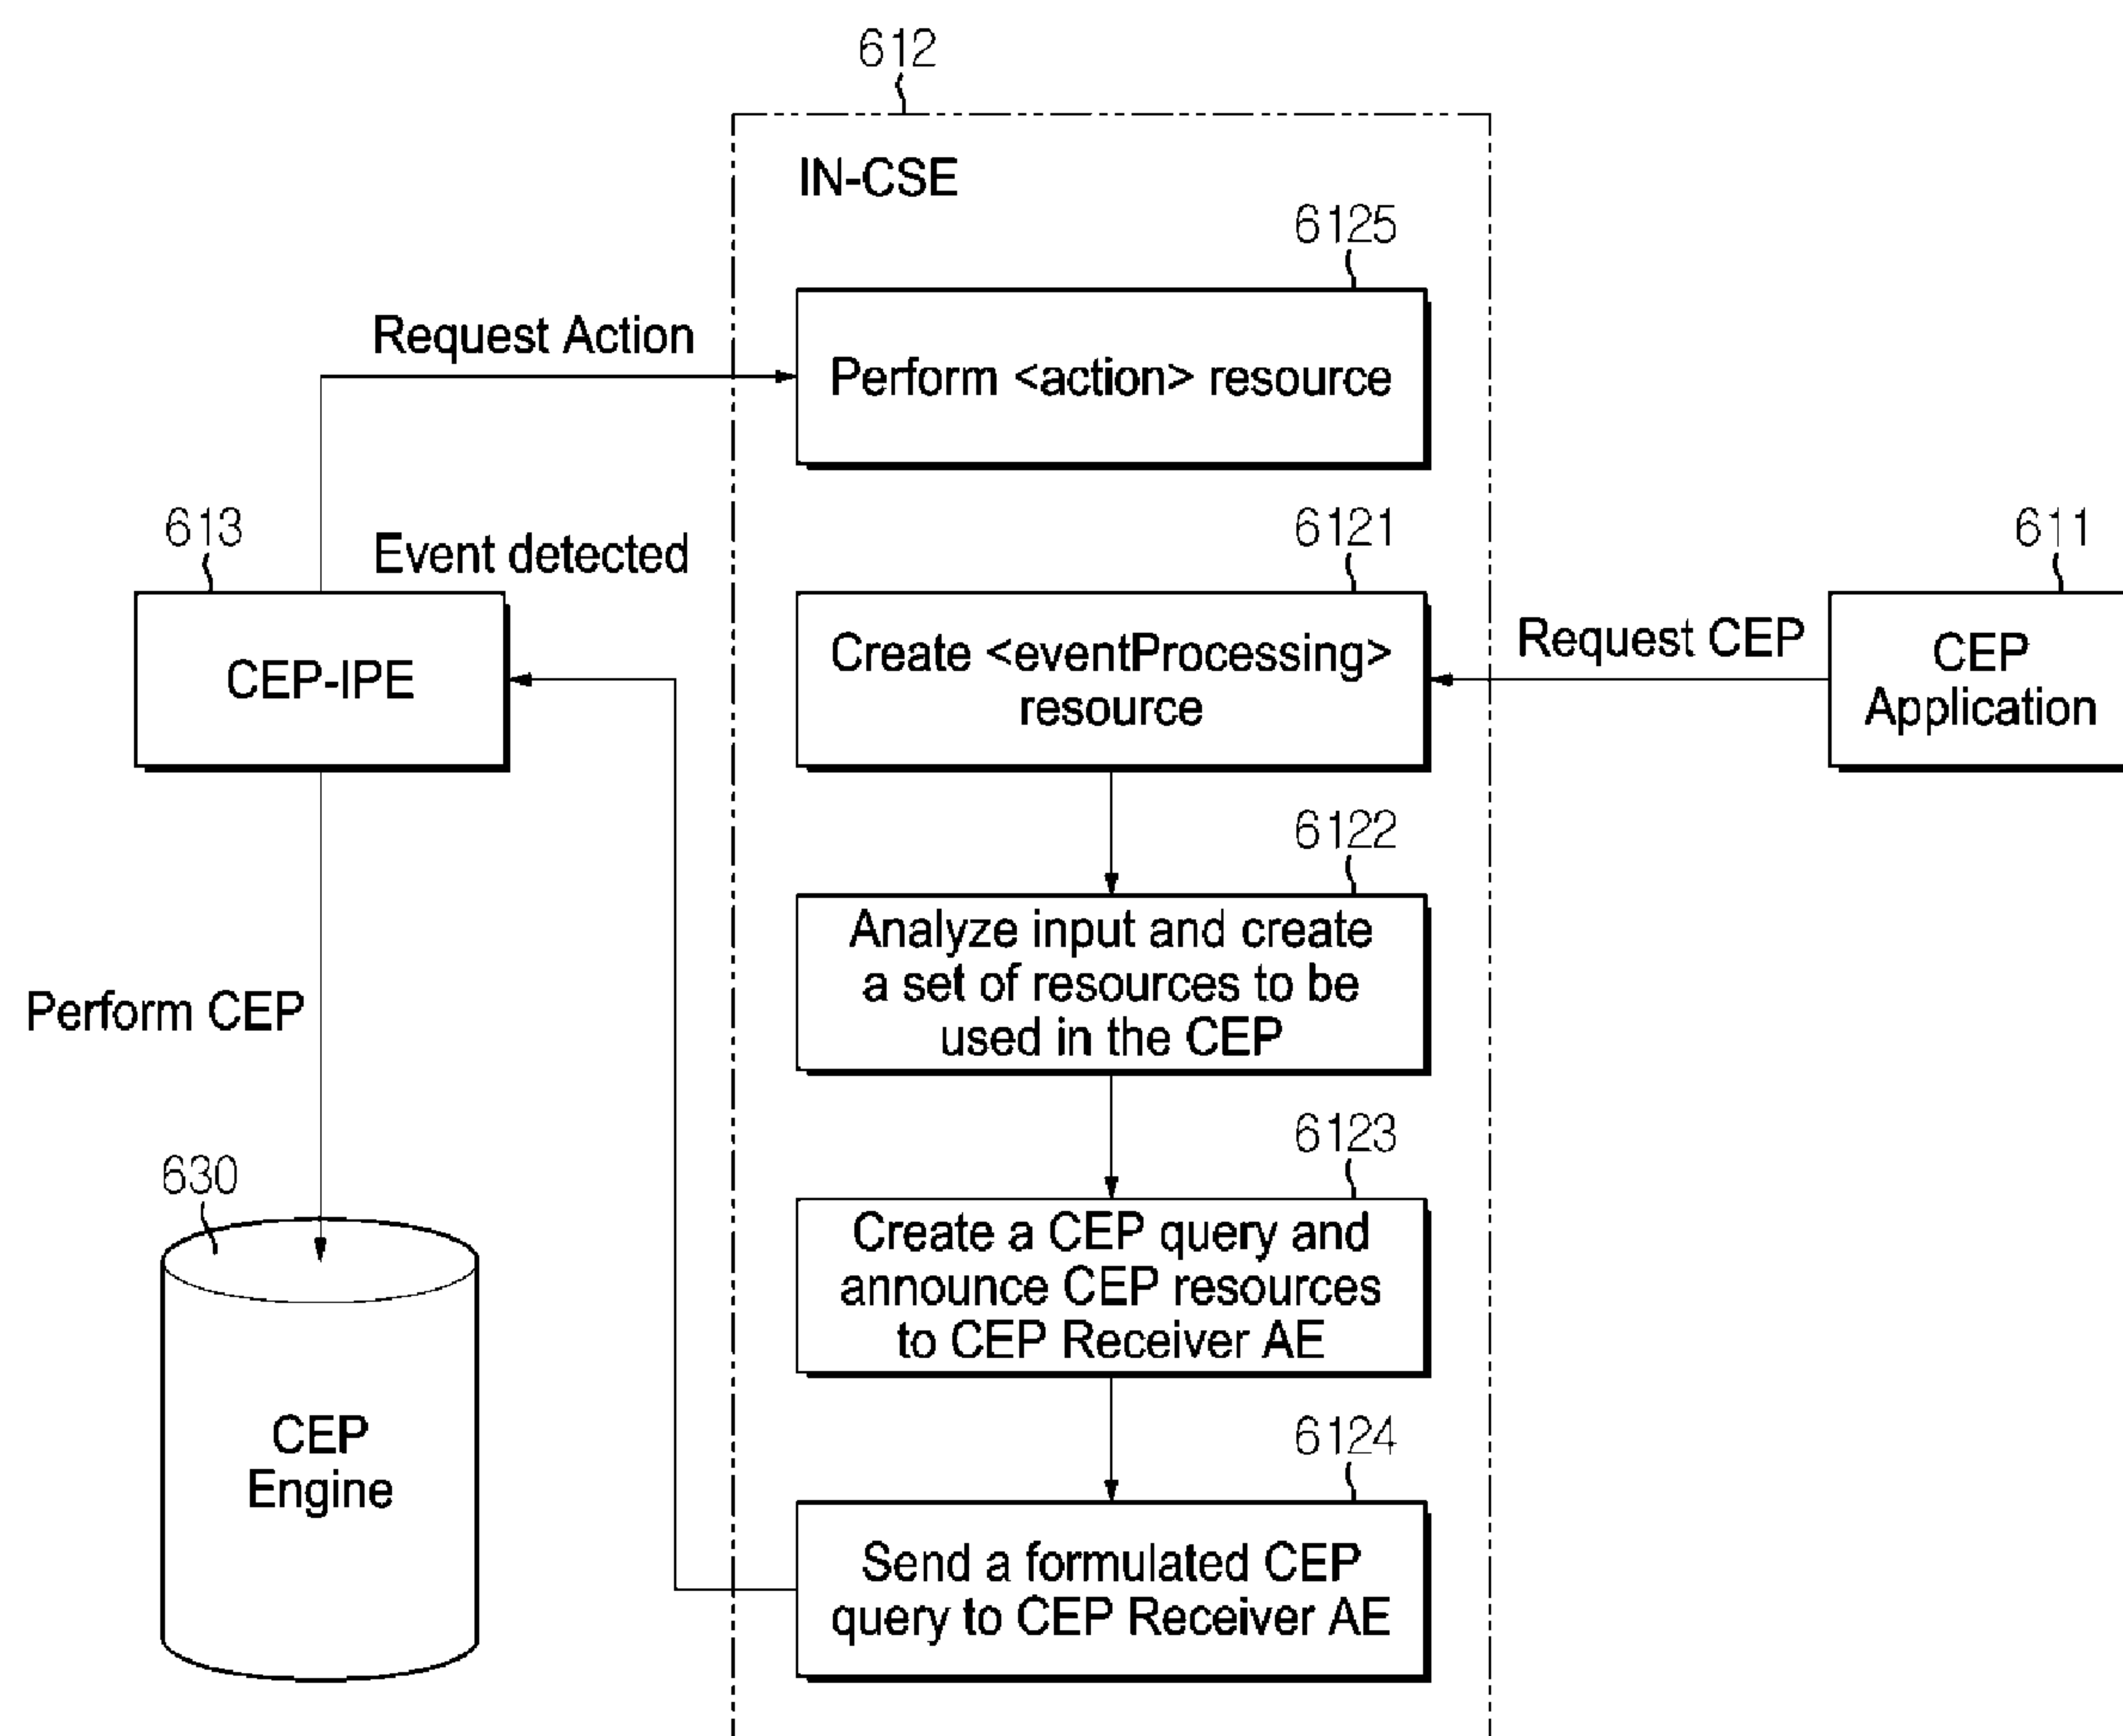 612
IN-CSE
6125
Request Action
Perform <action> resource
613
Event detected
6121
611
CEP-IPE
Create <eventProcessing>
resource
Request CEP
CEP
Application
6122
Analyze input and create
a set of resources to be
used in the CEP
Perform CEP
6123
630
Create a CEP query and
announce CEP resources
to CEP Receiver AE
6124
CEP
Engine
Send a formulated CEP
query to CEP Receiver AE